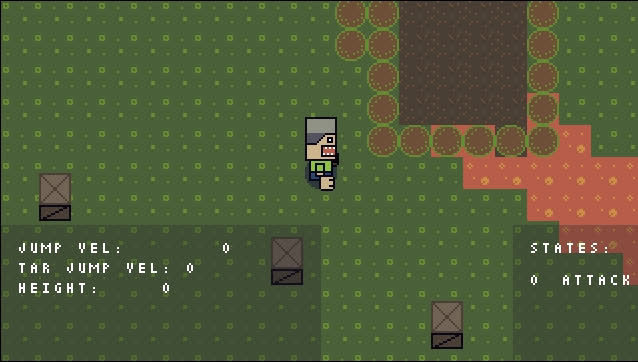 JUMP VEL: 0
TAR JUMP VEL: 0
HEIGHT: 0
STATES:
0 ATTACK